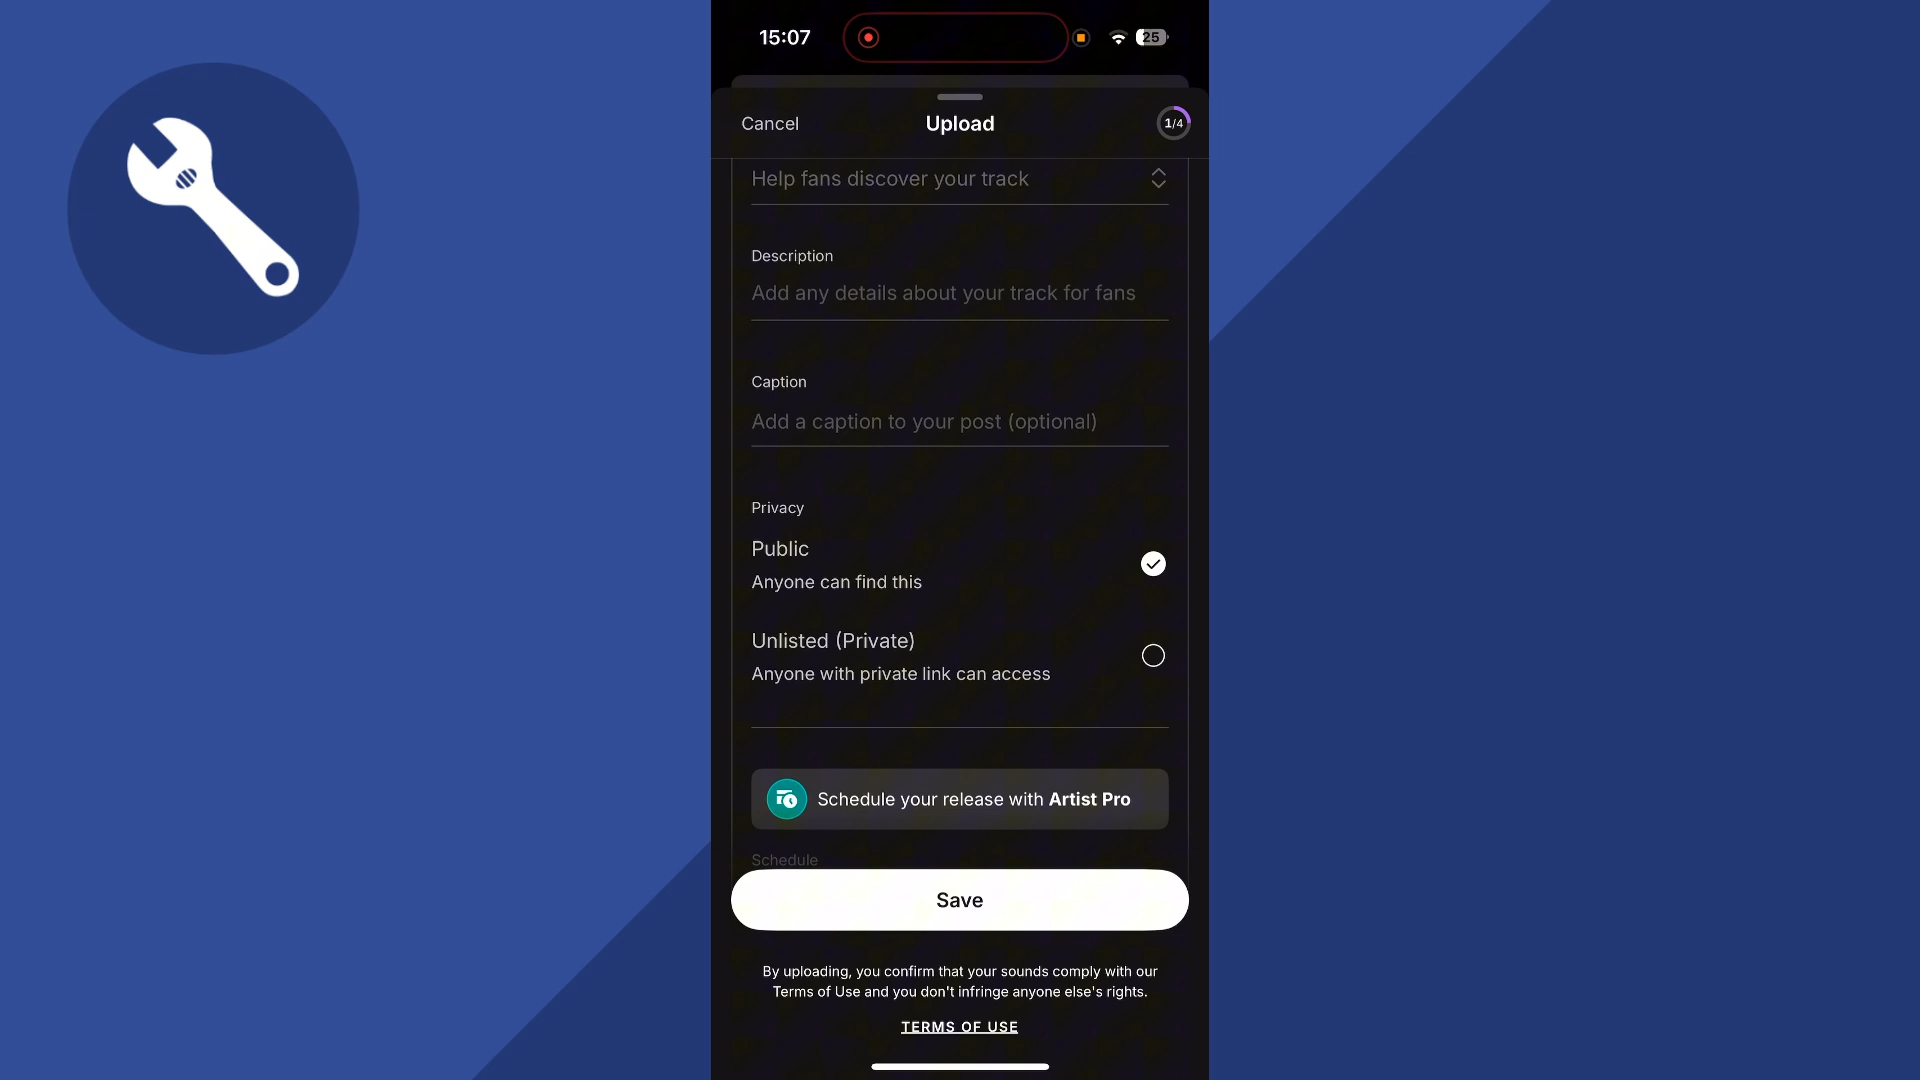 15:07
25
Cancel
Upload
1/4
Help fans discover your track
Description
Add any details about your track for fans
Caption
Add a caption to your post (optional)
Privacy
Public
Anyone can find this
Unlisted (Private)
Anyone with private link can access
Schedule your release with Artist Pro
Schedule
Save
By uploading, you confirm that your sounds comply with our
Terms of Use and you don't infringe anyone else's rights.
TERMS OF USE